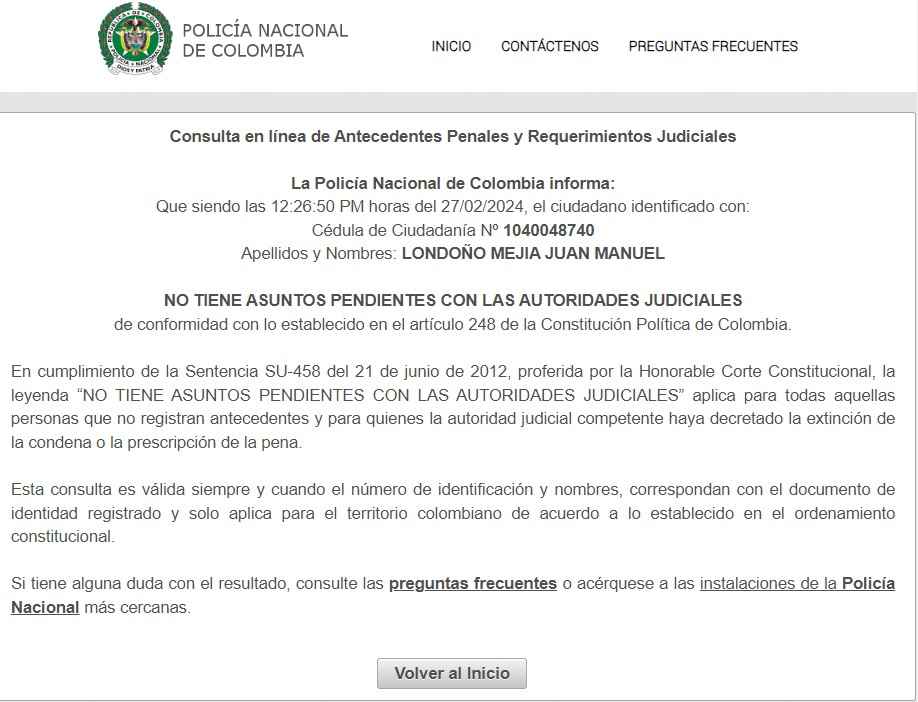 POLICÍA NACIONAL
DE COLOMBIA
INICIO CONTÁCTENOS PREGUNTAS FRECUENTES
Consulta en línea de Antecedentes Penales y Requerimientos Judiciales
La Policía Nacional de Colombia informa:
Que siendo las 12:26:50 PM horas del 27/02/2024, el ciudadano identificado con:
Cédula de Ciudadanía Nº 1040048740
Apellidos y Nombres: LONDOÑO MEJIA JUAN MANUEL
NO TIENE ASUNTOS PENDIENTES CON LAS AUTORIDADES JUDICIALES
de conformidad con lo establecido en el artículo 248 de la Constitución Política de Colombia.
En cumplimiento de la Sentencia SU-458 del 21 de junio de 2012, proferida por la Honorable Corte Constitucional, la
leyenda “NO TIENE ASUNTOS PENDIENTES CON LAS AUTORIDADES JUDICIALES” aplica para todas aquellas
personas que no registran antecedentes y para quienes la autoridad judicial competente haya decretado la extinción de
la condena o la prescripción de la pena.
Esta consulta es válida siempre y cuando el número de identificación y nombres, correspondan con el documento de
identidad registrado y solo aplica para el territorio colombiano de acuerdo a lo establecido en el ordenamiento
constitucional.
Si tiene alguna duda con el resultado, consulte las preguntas frecuentes o acérquese a las instalaciones de la Policía
Nacional más cercanas.
Volver al Inicio